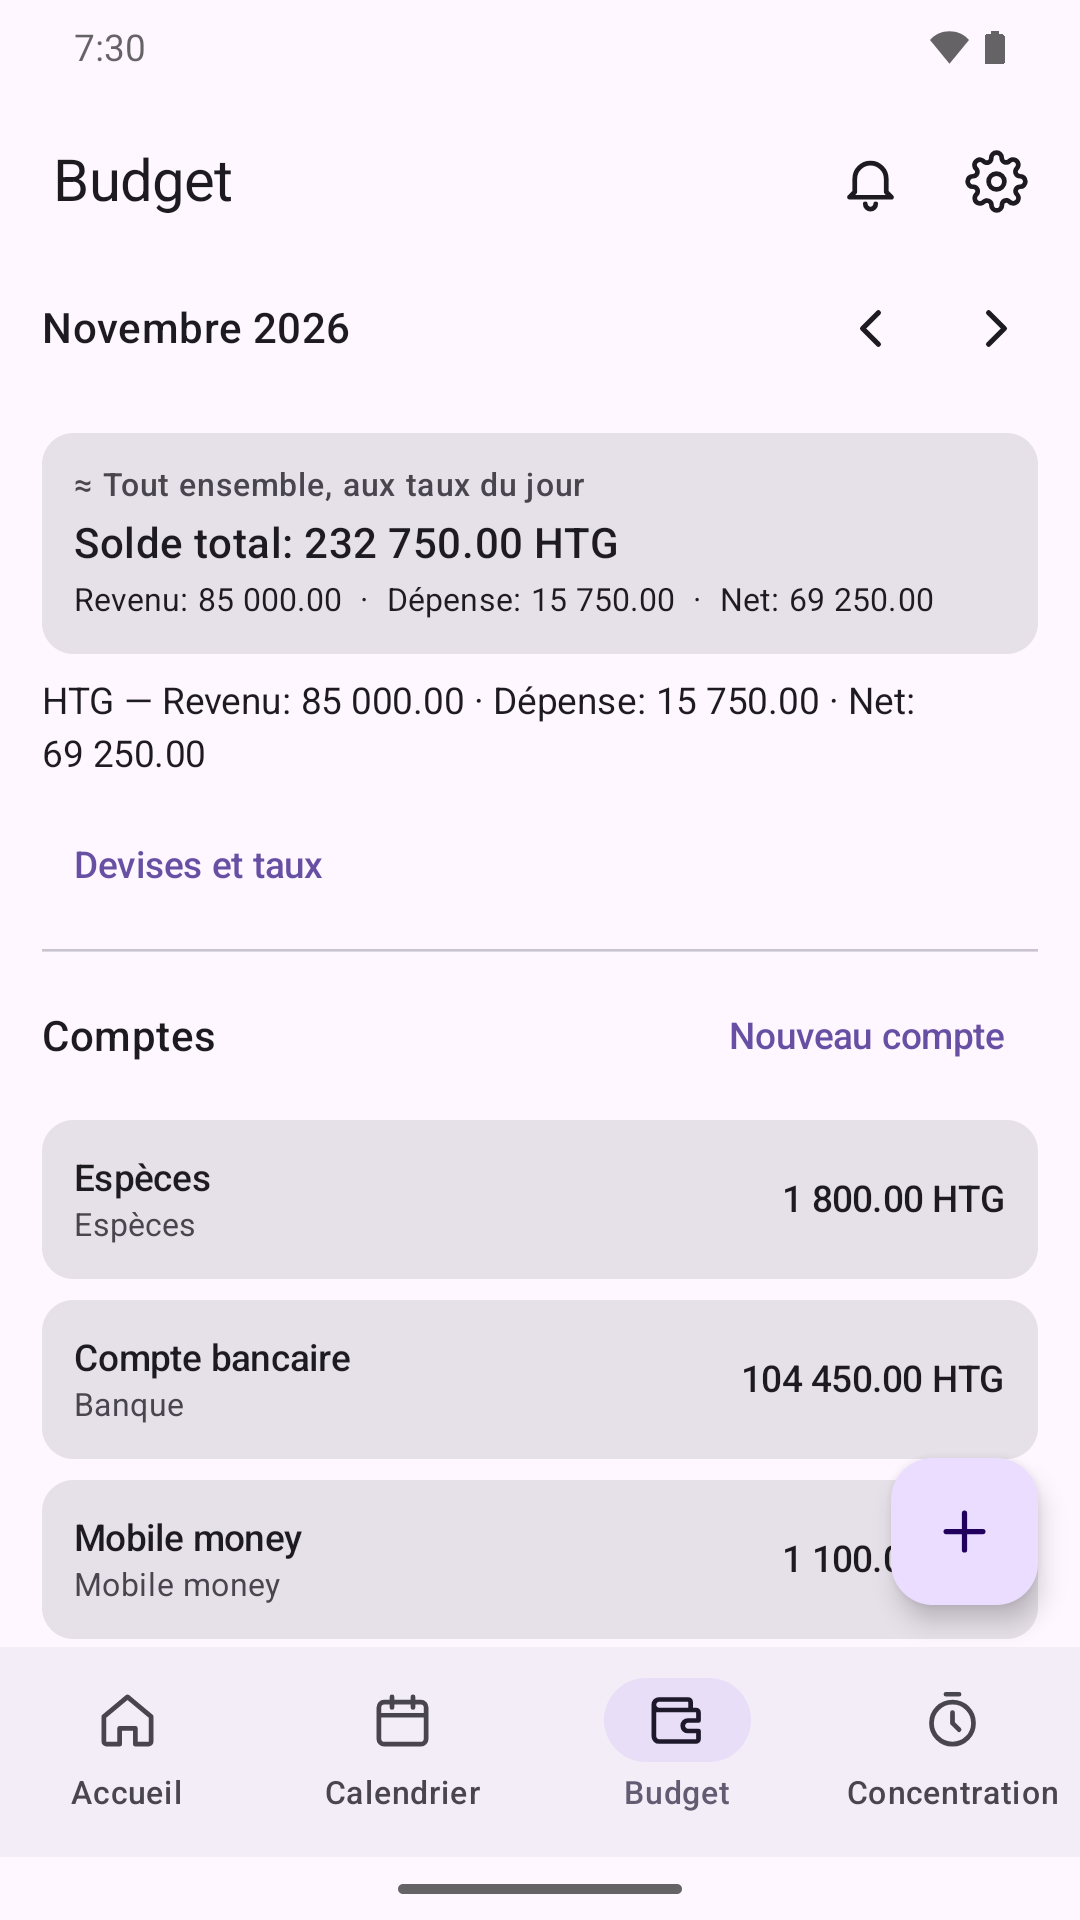 7:30
Budget
Novembre 2026
≈ Tout ensemble, aux taux du jour
Solde total: 232 750.00 HTG
Revenu: 85 000.00 · Dépense: 15 750.00 · Net: 69 250.00
HTG — Revenu: 85 000.00 · Dépense: 15 750.00 · Net:
69 250.00
Devises et taux
Comptes
Nouveau compte
Espèces
Espèces
1 800.00 HTG
Compte bancaire
Banque
104 450.00 HTG
Mobile money
Mobile money
1 100.0
Accueil
Calendrier
Budget
Concentration